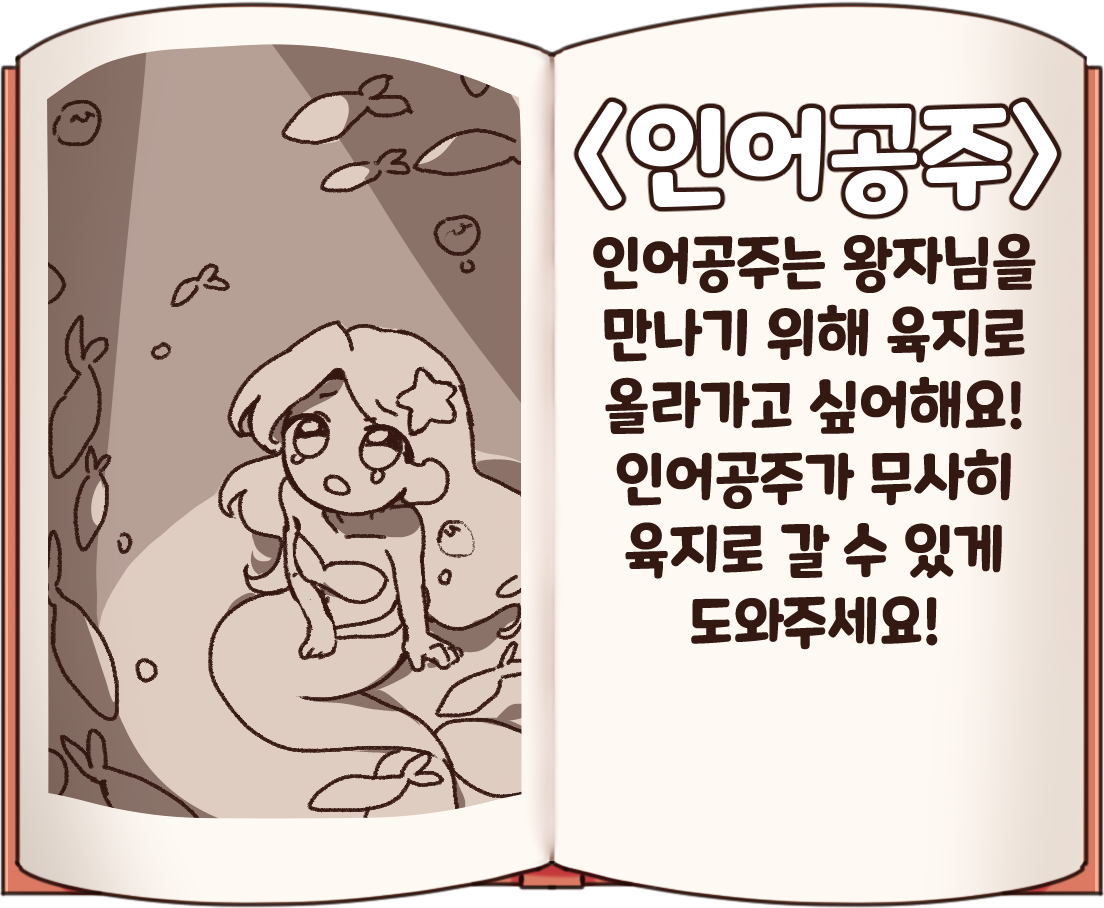 <인어공주>
인어공주는 왕자님을
만나기 위해 육지로
올라가고 싶어해요!
인어공주가 무사히
육지로 갈 수 있게
도와주세요!